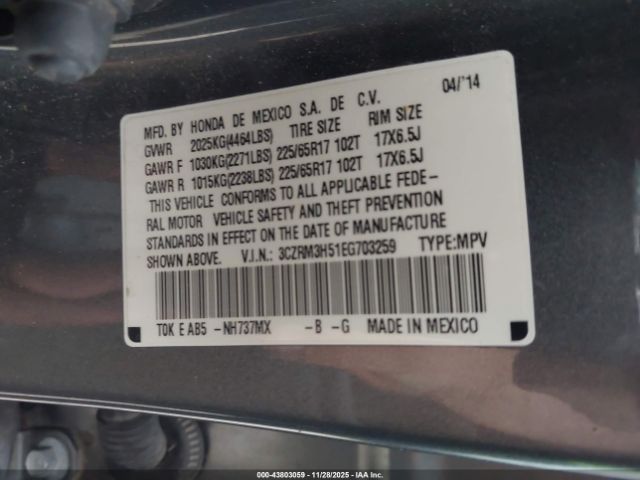 MFD. BY HONDA DE MEXICO S.A. DE C.V. 04/'14
GVWR 2025KG(4464LBS) TIRE SIZE RIM SIZE
GAWR F 1030KG(2271LBS) 225/65R17 102T 17X6.5J
GAWR R 1015KG(2238LBS) 225/65R17 102T 17X6.5J
THIS VEHICLE CONFORMS TO ALL APPLICABLE FEDE-
RAL MOTOR VEHICLE SAFETY AND THEFT PREVENTION
STANDARDS IN EFFECT ON THE DATE OF MANUFACTURE
SHOWN ABOVE. V.I.N.: 3CZRM3H51EG703259 TYPE:MPV
T0K E AB5 -NH737MX -B -G MADE IN MEXICO
000-43803059 | 11/28/2025 | IAA Inc.